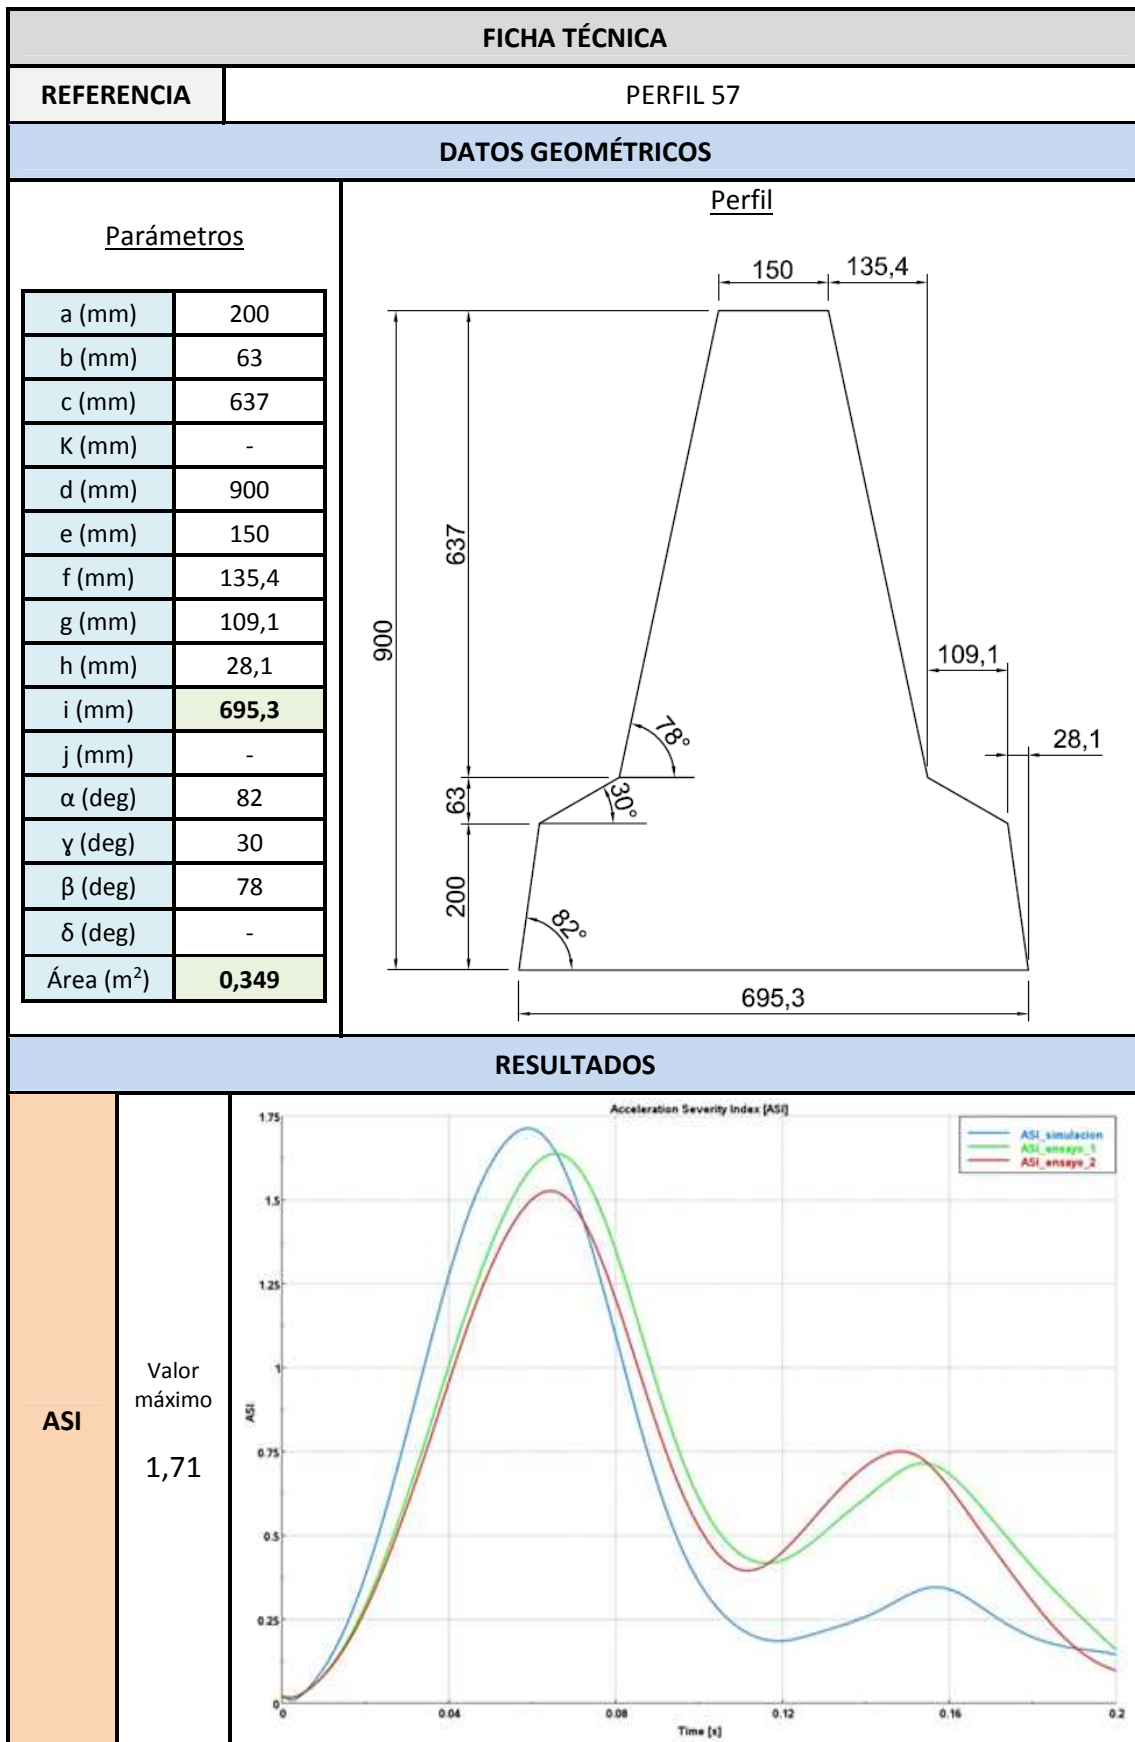 FICHA TÉCNICA
REFERENCIA PERFIL 57
DATOS GEOMÉTRICOS
Parámetros
a (mm) 200
b (mm) 63
c (mm) 637
K (mm) -
d (mm) 900
e (mm) 150
f (mm) 135,4
g (mm) 109,1
h (mm) 28,1
i (mm) 695,3
j (mm) -
α (deg) 82
ɣ (deg) 30
β (deg) 78
δ (deg) -
Área (m²) 0,349
Perfil
150 135,4
637
900
109,1
78°
28,1
63
30°
200
82°
695,3
RESULTADOS
ASI
Valor
máximo
1,71
Acceleration Severity Index [ASI]
ASI_simulacion
ASI_ensayo_1
ASI_ensayo_2
1.75
1.5
1.25
1
0.75
0.5
0.25
0
ASI
0 0.04 0.08 0.12 0.16 0.2
Time [s]